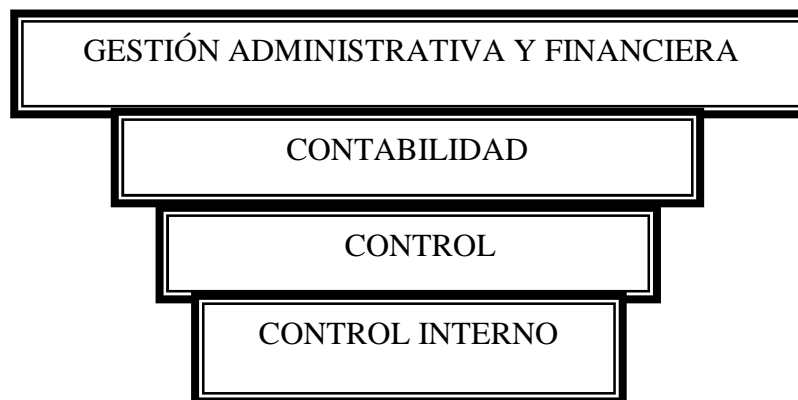 GESTIÓN ADMINISTRATIVA Y FINANCIERA
CONTABILIDAD
CONTROL
CONTROL INTERNO